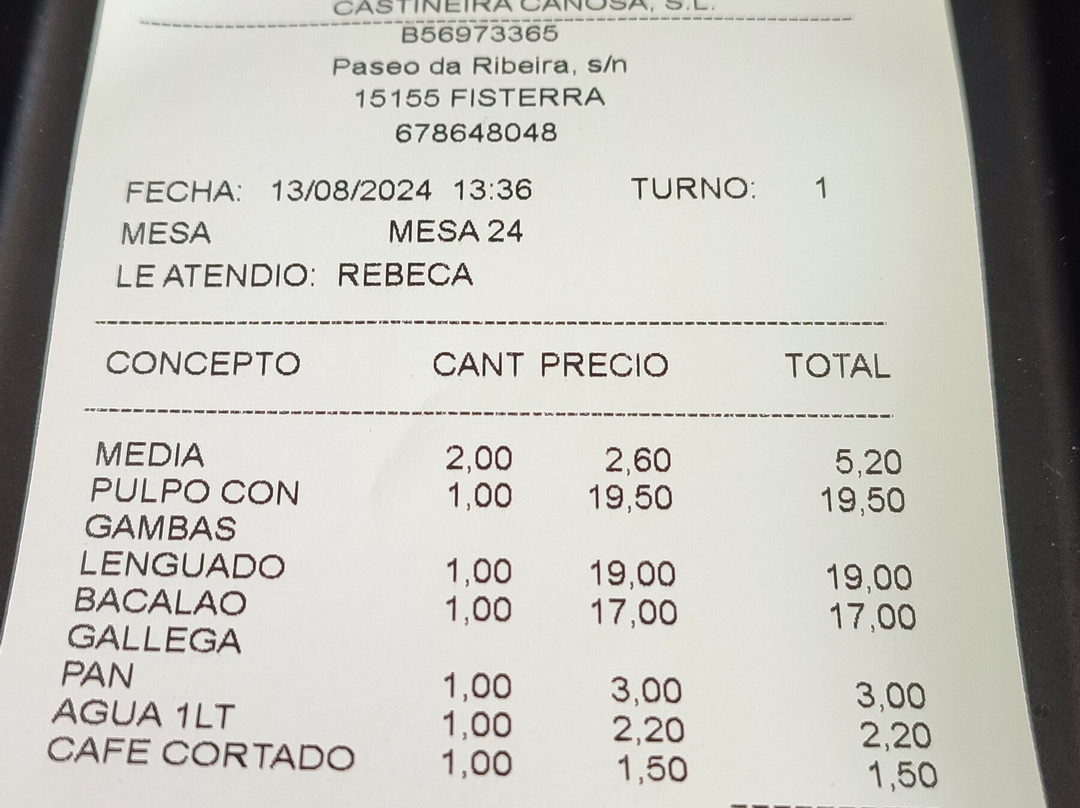 CASTINEIRA CANOSA, S.L.
B56973365
Paseo da Ribeira, s/n
15155 FISTERRA
678648048
FECHA: 13/08/2024 13:36 TURNO: 1
MESA MESA 24
LE ATENDIO: REBECA
CONCEPTO CANT PRECIO TOTAL
MEDIA 2,00 2,60 5,20
PULPO CON 1,00 19,50 19,50
GAMBAS
LENGUADO 1,00 19,00 19,00
BACALAO 1,00 17,00 17,00
GALLEGA
PAN 1,00 3,00 3,00
AGUA 1LT 1,00 2,20 2,20
CAFE CORTADO 1,00 1,50 1,50